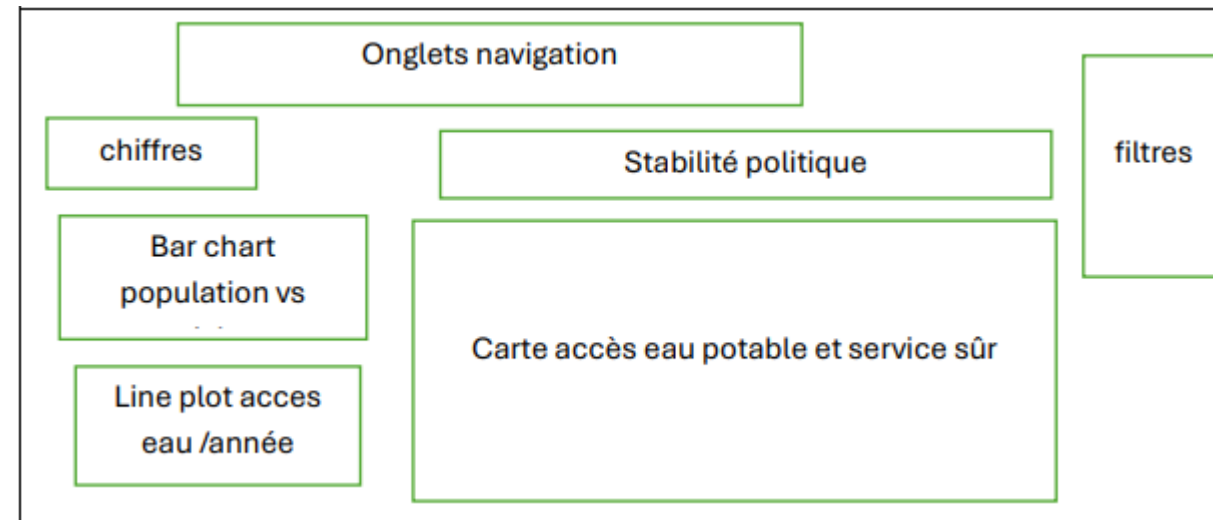 Onglets navigation
chiffres
Stabilité politique
filtres
Bar chart
population vs
Carte accès eau potable et service sûr
Line plot acces
eau /année